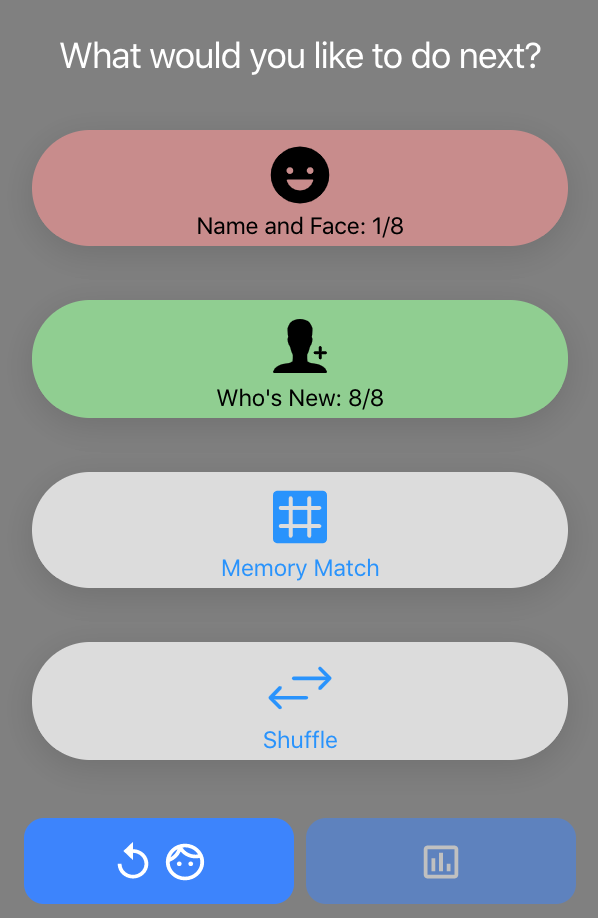 What would you like to do next?
Name and Face: 1/8
Who's New: 8/8
Memory Match
Shuffle